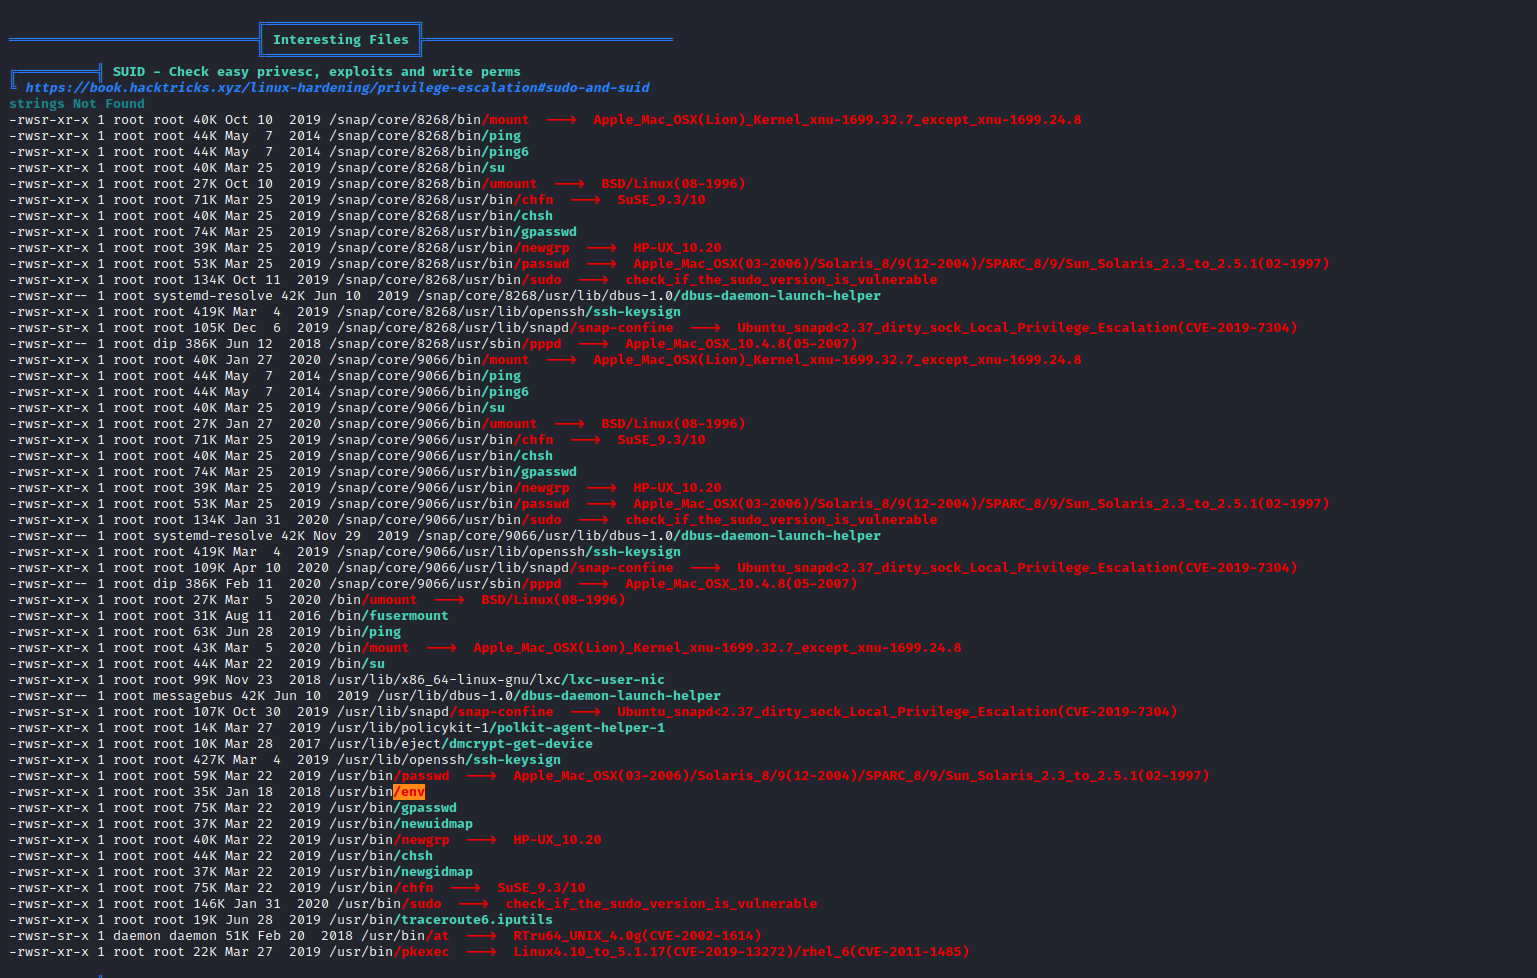 Interesting Files
SUID - Check easy privesc, exploits and write perms
https://book.hacktricks.xyz/linux-hardening/privilege-escalation#sudo-and-suid
strings Not Found
-rwsr-xr-x 1 root root 40K Oct 10  2019 /snap/core/8268/bin/mount  --->  Apple_Mac_OSX(Lion)_Kernel_xnu-1699.32.7_except_xnu-1699.24.8
-rwsr-xr-x 1 root root 44K May  7  2014 /snap/core/8268/bin/ping
-rwsr-xr-x 1 root root 44K May  7  2014 /snap/core/8268/bin/ping6
-rwsr-xr-x 1 root root 40K Mar 25  2019 /snap/core/8268/bin/su
-rwsr-xr-x 1 root root 27K Oct 10  2019 /snap/core/8268/bin/umount  --->  BSD/Linux(08-1996)
-rwsr-xr-x 1 root root 71K Mar 25  2019 /snap/core/8268/usr/bin/chfn  --->  SuSE_9.3/10
-rwsr-xr-x 1 root root 40K Mar 25  2019 /snap/core/8268/usr/bin/chsh
-rwsr-xr-x 1 root root 74K Mar 25  2019 /snap/core/8268/usr/bin/gpasswd
-rwsr-xr-x 1 root root 39K Mar 25  2019 /snap/core/8268/usr/bin/newgrp  --->  HP-UX_10.20
-rwsr-xr-x 1 root root 53K Mar 25  2019 /snap/core/8268/usr/bin/passwd  --->  Apple_Mac_OSX(03-2006)/Solaris_8/9(12-2004)/SPARC_8/9/Sun_Solaris_2.3_to_2.5.1(02-1997)
-rwsr-xr-x 1 root root 134K Oct 11  2019 /snap/core/8268/usr/bin/sudo  --->  check_if_the_sudo_version_is_vulnerable
-rwsr-xr-- 1 root systemd-resolve 42K Jun 10  2019 /snap/core/8268/usr/lib/dbus-1.0/dbus-daemon-launch-helper
-rwsr-xr-x 1 root root 419K Mar  4  2019 /snap/core/8268/usr/lib/openssh/ssh-keysign
-rwsr-sr-x 1 root root 105K Dec  6  2019 /snap/core/8268/usr/lib/snapd/snap-confine  --->  Ubuntu_snapd<2.37_dirty_sock_Local_Privilege_Escalation(CVE-2019-7304)
-rwsr-xr-- 1 root dip 386K Jun 12  2018 /snap/core/8268/usr/sbin/pppd  --->  Apple_Mac_OSX_10.4.8(05-2007)
-rwsr-xr-x 1 root root 40K Jan 27  2020 /snap/core/9066/bin/mount  --->  Apple_Mac_OSX(Lion)_Kernel_xnu-1699.32.7_except_xnu-1699.24.8
-rwsr-xr-x 1 root root 44K May  7  2014 /snap/core/9066/bin/ping
-rwsr-xr-x 1 root root 44K May  7  2014 /snap/core/9066/bin/ping6
-rwsr-xr-x 1 root root 40K Mar 25  2019 /snap/core/9066/bin/su
-rwsr-xr-x 1 root root 27K Jan 27  2020 /snap/core/9066/bin/umount  --->  BSD/Linux(08-1996)
-rwsr-xr-x 1 root root 71K Mar 25  2019 /snap/core/9066/usr/bin/chfn  --->  SuSE_9.3/10
-rwsr-xr-x 1 root root 40K Mar 25  2019 /snap/core/9066/usr/bin/chsh
-rwsr-xr-x 1 root root 74K Mar 25  2019 /snap/core/9066/usr/bin/gpasswd
-rwsr-xr-x 1 root root 39K Mar 25  2019 /snap/core/9066/usr/bin/newgrp  --->  HP-UX_10.20
-rwsr-xr-x 1 root root 53K Mar 25  2019 /snap/core/9066/usr/bin/passwd  --->  Apple_Mac_OSX(03-2006)/Solaris_8/9(12-2004)/SPARC_8/9/Sun_Solaris_2.3_to_2.5.1(02-1997)
-rwsr-xr-x 1 root root 134K Jan 31  2020 /snap/core/9066/usr/bin/sudo  --->  check_if_the_sudo_version_is_vulnerable
-rwsr-xr-- 1 root systemd-resolve 42K Nov 29  2019 /snap/core/9066/usr/lib/dbus-1.0/dbus-daemon-launch-helper
-rwsr-xr-x 1 root root 419K Mar  4  2019 /snap/core/9066/usr/lib/openssh/ssh-keysign
-rwsr-sr-x 1 root root 109K Apr 10  2020 /snap/core/9066/usr/lib/snapd/snap-confine  --->  Ubuntu_snapd<2.37_dirty_sock_Local_Privilege_Escalation(CVE-2019-7304)
-rwsr-xr-- 1 root dip 386K Feb 11  2020 /snap/core/9066/usr/sbin/pppd  --->  Apple_Mac_OSX_10.4.8(05-2007)
-rwsr-xr-x 1 root root 27K Mar  5  2020 /bin/umount  --->  BSD/Linux(08-1996)
-rwsr-xr-x 1 root root 31K Aug 11  2016 /bin/fusermount
-rwsr-xr-x 1 root root 63K Jun 28  2019 /bin/ping
-rwsr-xr-x 1 root root 43K Mar  5  2020 /bin/mount  --->  Apple_Mac_OSX(Lion)_Kernel_xnu-1699.32.7_except_xnu-1699.24.8
-rwsr-xr-x 1 root root 44K Mar 22  2019 /bin/su
-rwsr-xr-x 1 root root 99K Nov 23  2018 /usr/lib/x86_64-linux-gnu/lxc/lxc-user-nic
-rwsr-xr-- 1 root messagebus 42K Jun 10  2019 /usr/lib/dbus-1.0/dbus-daemon-launch-helper
-rwsr-sr-x 1 root root 107K Oct 30  2019 /usr/lib/snapd/snap-confine  --->  Ubuntu_snapd<2.37_dirty_sock_Local_Privilege_Escalation(CVE-2019-7304)
-rwsr-xr-x 1 root root 14K Mar 27  2019 /usr/lib/policykit-1/polkit-agent-helper-1
-rwsr-xr-x 1 root root 10K Mar 28  2017 /usr/lib/eject/dmcrypt-get-device
-rwsr-xr-x 1 root root 427K Mar  4  2019 /usr/lib/openssh/ssh-keysign
-rwsr-xr-x 1 root root 59K Mar 22  2019 /usr/bin/passwd  --->  Apple_Mac_OSX(03-2006)/Solaris_8/9(12-2004)/SPARC_8/9/Sun_Solaris_2.3_to_2.5.1(02-1997)
-rwsr-xr-x 1 root root 35K Jan 18  2018 /usr/bin/env
-rwsr-xr-x 1 root root 75K Mar 22  2019 /usr/bin/gpasswd
-rwsr-xr-x 1 root root 37K Mar 22  2019 /usr/bin/newuidmap
-rwsr-xr-x 1 root root 40K Mar 22  2019 /usr/bin/newgrp  --->  HP-UX_10.20
-rwsr-xr-x 1 root root 44K Mar 22  2019 /usr/bin/chsh
-rwsr-xr-x 1 root root 37K Mar 22  2019 /usr/bin/newgidmap
-rwsr-xr-x 1 root root 75K Mar 22  2019 /usr/bin/chfn  --->  SuSE_9.3/10
-rwsr-xr-x 1 root root 146K Jan 31  2020 /usr/bin/sudo  --->  check_if_the_sudo_version_is_vulnerable
-rwsr-xr-x 1 root root 19K Jun 28  2019 /usr/bin/traceroute6.iputils
-rwsr-sr-x 1 daemon daemon 51K Feb 20  2018 /usr/bin/at  --->  RTru64_UNIX_4.0g(CVE-2002-1614)
-rwsr-xr-x 1 root root 22K Mar 27  2019 /usr/bin/pkexec  --->  Linux4.10_to_5.1.17(CVE-2019-13272)/rhel_6(CVE-2011-1485)